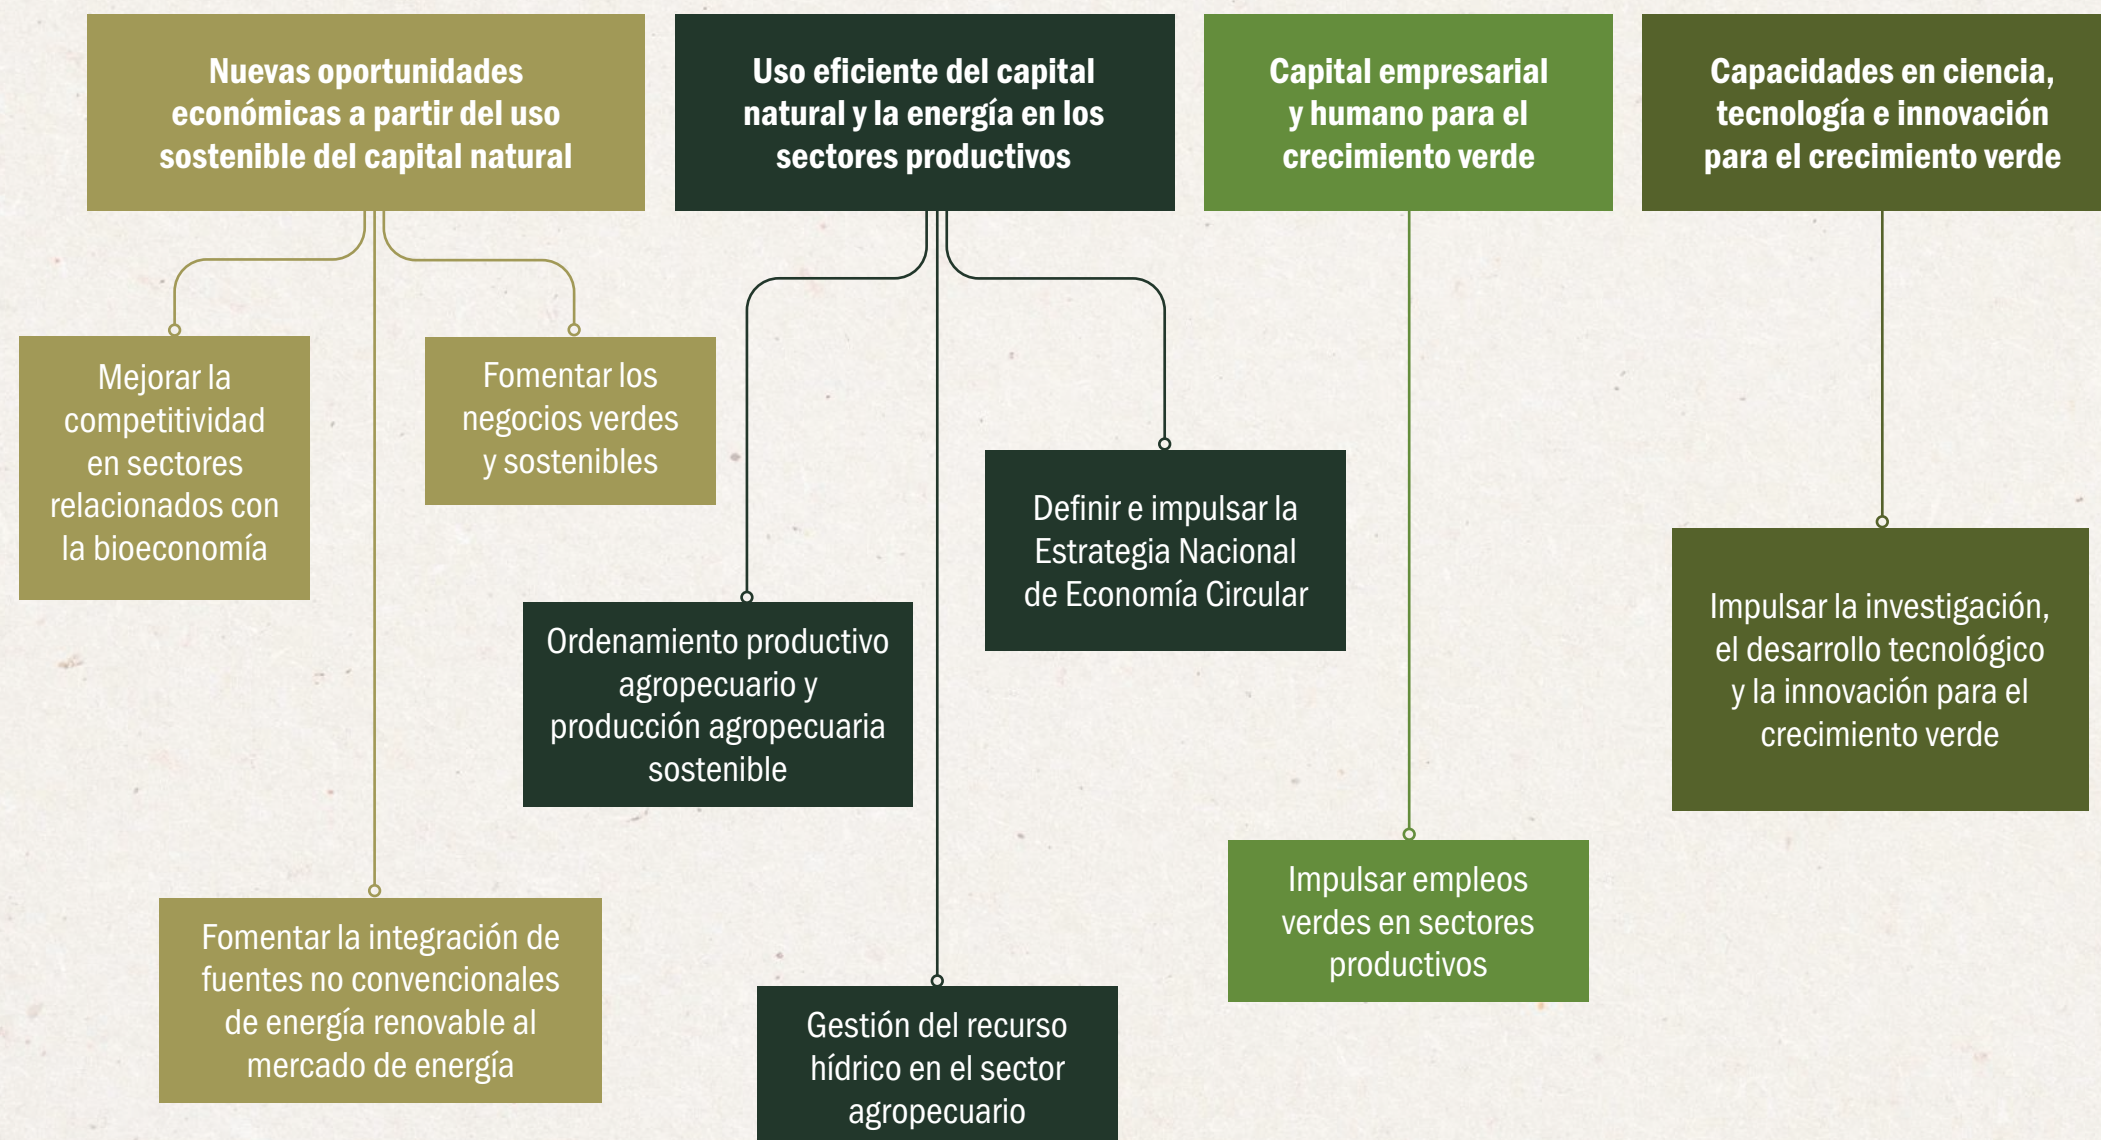 Nuevas oportunidades
económicas a partir del uso
sostenible del capital natural
Uso eficiente del capital
natural y la energía en los
sectores productivos
Capital empresarial
y humano para el
crecimiento verde
Capacidades en ciencia,
tecnología e innovación
para el crecimiento verde
Mejorar la
competitividad
en sectores
relacionados con
la bioeconomía
Fomentar los
negocios verdes
y sostenibles
Definir e impulsar la
Estrategia Nacional
de Economía Circular
Ordenamiento productivo
agropecuario y
producción agropecuaria
sostenible
Impulsar la investigación,
el desarrollo tecnológico
y la innovación para el
crecimiento verde
Impulsar empleos
verdes en sectores
productivos
Fomentar la integración de
fuentes no convencionales
de energía renovable al
mercado de energía
Gestión del recurso
hídrico en el sector
agropecuario